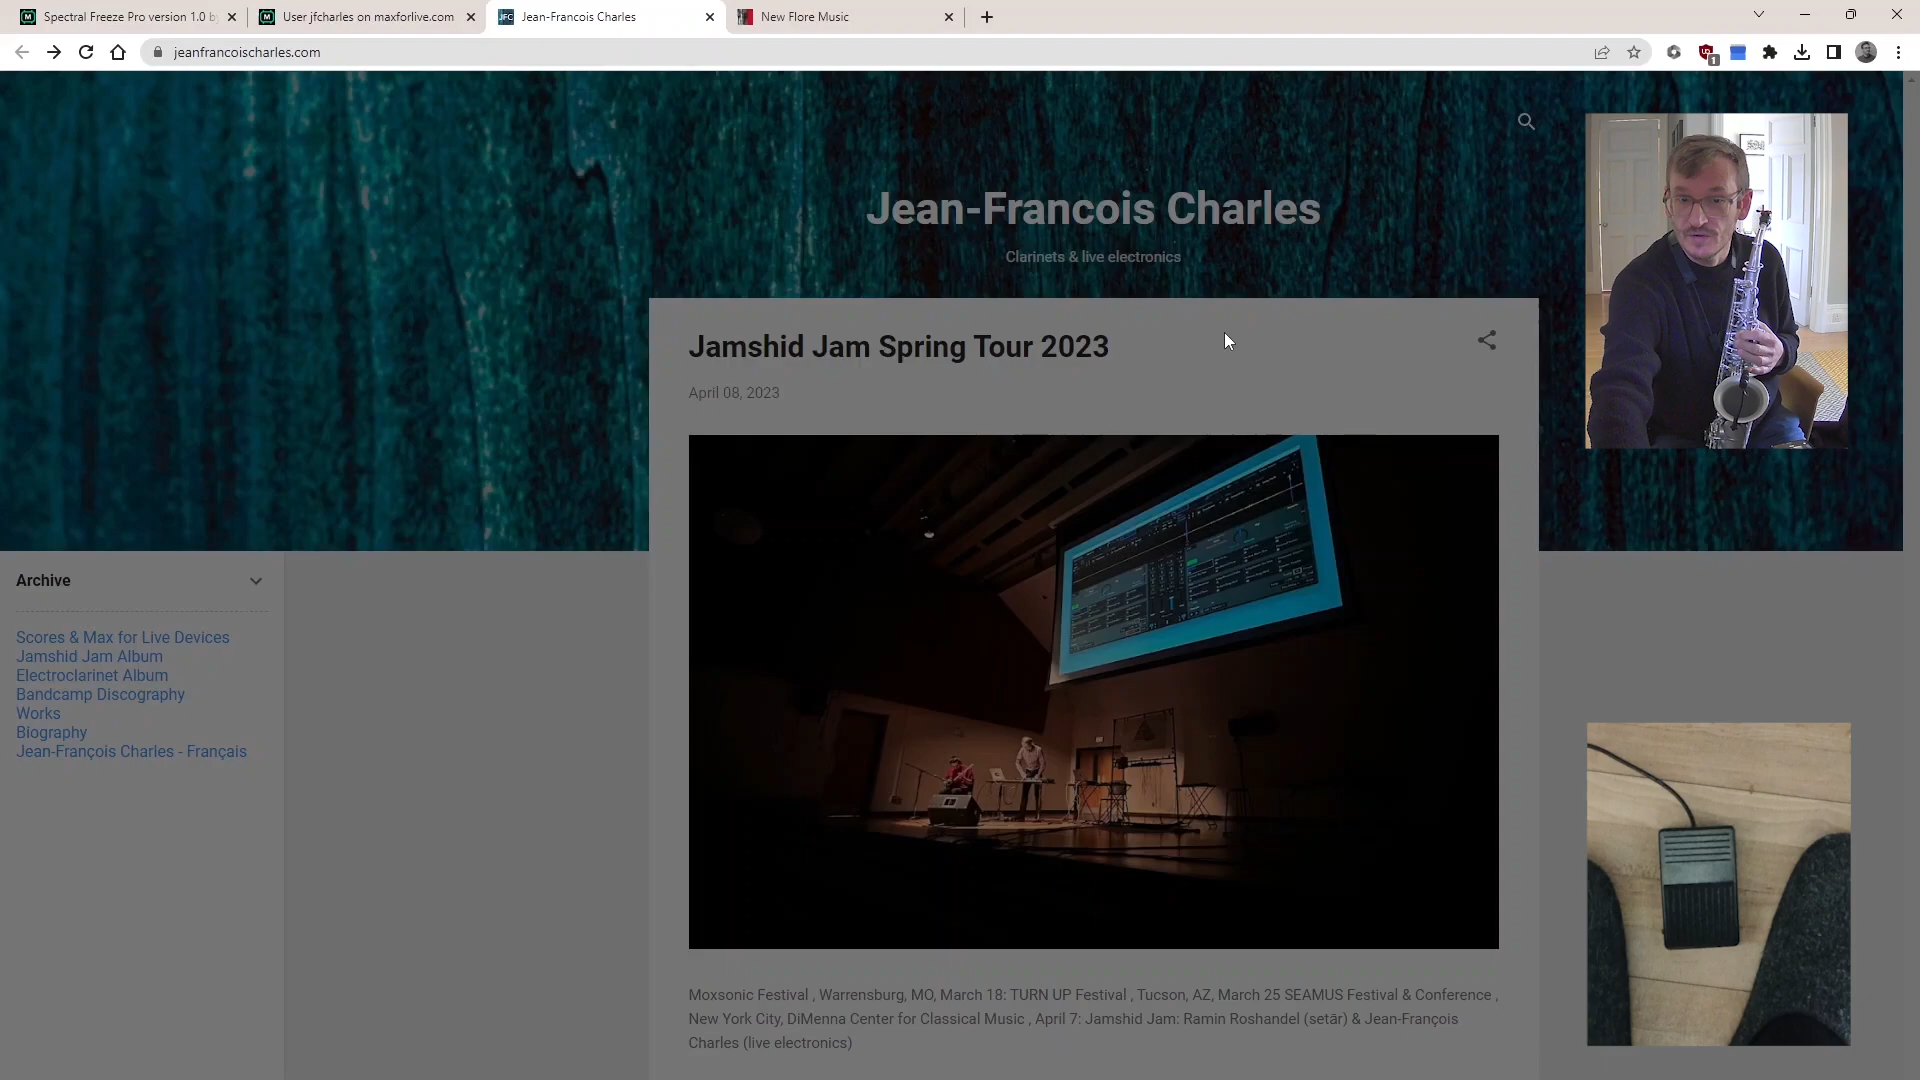 Spectral Freeze Pro version 1.0 b
User jfcharles on maxforlive.com
JFC
Jean-Francois Charles
New Flore Music
jeanfrancoischarles.com
1
Jean-Francois Charles
Clarinets & live electronics
Jamshid Jam Spring Tour 2023
April 08, 2023
Archive
Scores & Max for Live Devices
Jamshid Jam Album
Electroclarinet Album
Bandcamp Discography
Works
Biography
Jean-François Charles - Français
Moxsonic Festival , Warrensburg, MO, March 18: TURN UP Festival , Tucson, AZ, March 25 SEAMUS Festival & Conference ,
New York City, DiMenna Center for Classical Music , April 7: Jamshid Jam: Ramin Roshandel (setār) & Jean-François
Charles (live electronics)